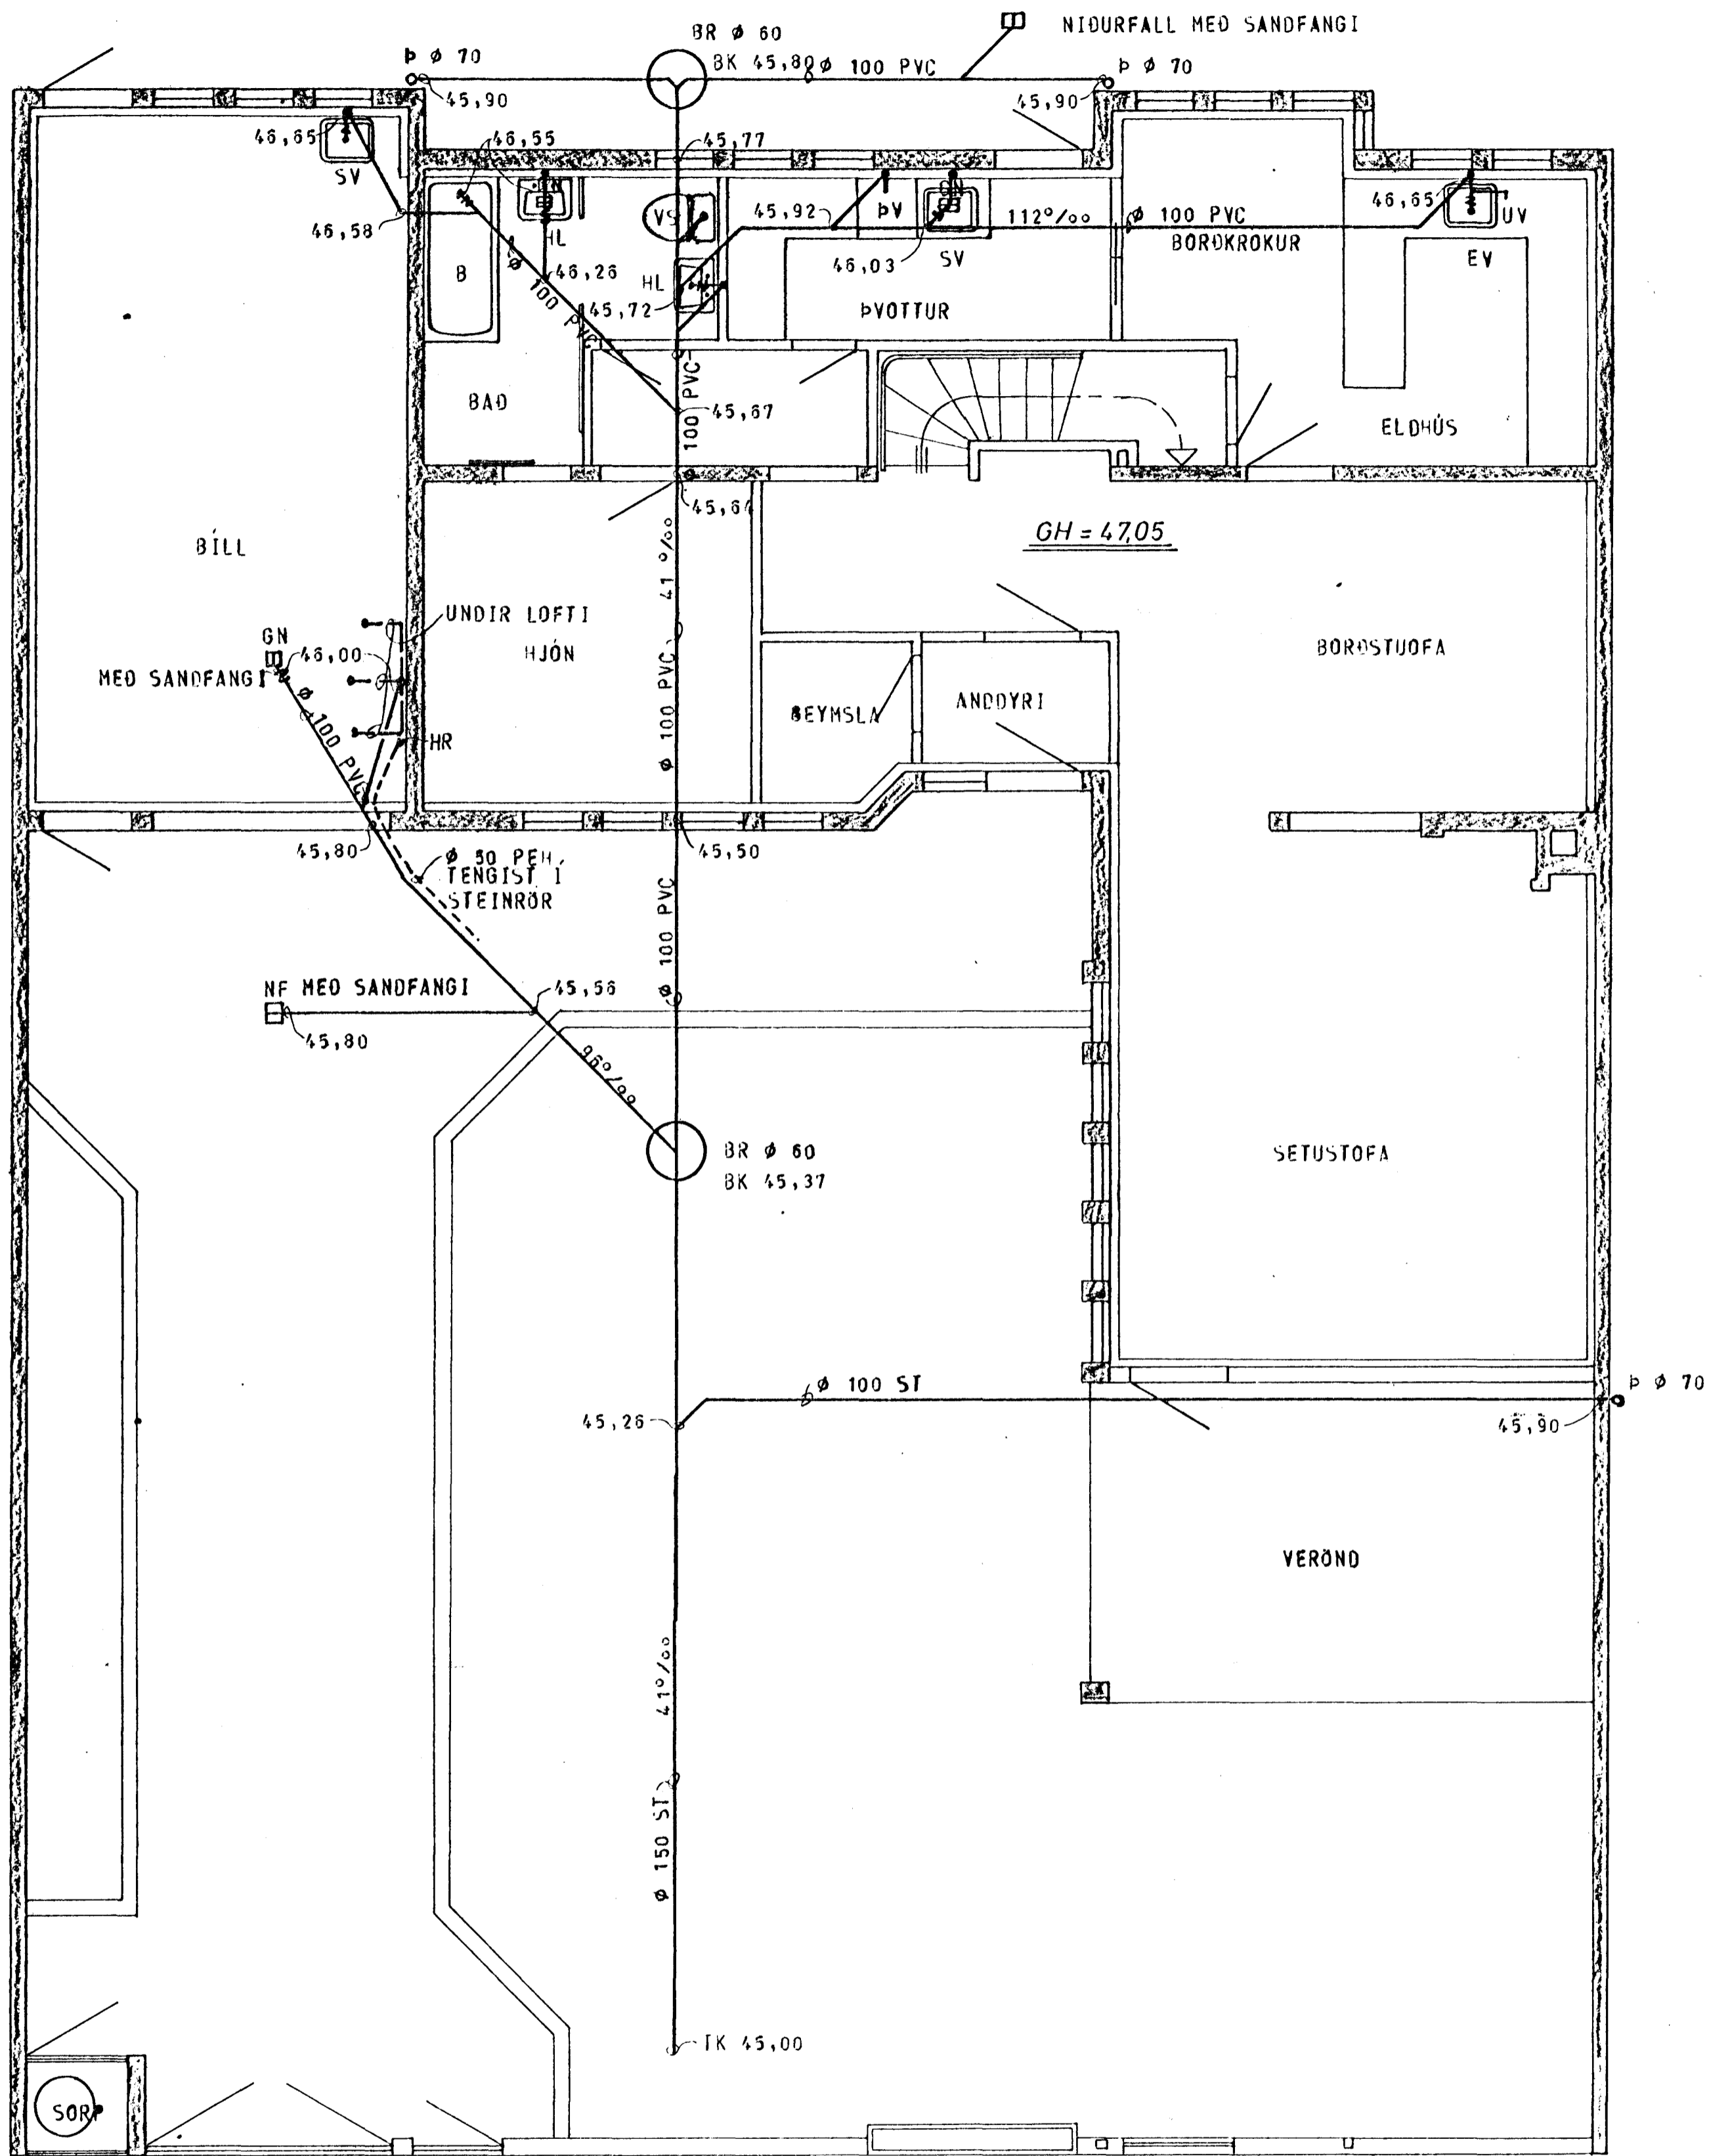 NIÐURFALL MEÐ SANDFANGI
BR Ø 60
BK 45,80
Ø 100 PVC
Þ Ø 70
45,90
Þ Ø 70
45,90
46,65
SV
46,58
46,55
45,77
HL
VS
45,92
ÞV
SV
46,03
112°/°°
Ø 100 PVC
BORÐKROKUR
46,65
UV
EV
B
46,26
Ø 100 PVC
HL
45,72
ÞVOTTUR
BAÐ
Ø 100 PVC
45,67
ELDHÚS
45,64
GH = 47,05
BÍLL
41 °/°°
UNDIR LOFTI
HJÓN
GN
46,00
MEÐ SANDFANGI
Ø 100 PVC
HR
Ø 100 PVC
GEYMSLA
ANDDYRI
BORÐSTUOFA
45,80
45,50
Ø 50 PEH,
TENGIST Í
STEINRÖR
Ø 100 PVC
NF MEÐ SANDFANGI
45,80
45,56
96°/°°
BR Ø 60
BK 45,37
SETUSTOFA
Ø 100 ST
45,26
Þ Ø 70
45,90
VERÖND
41°/°°
Ø 150 ST
TK 45,00
SORP